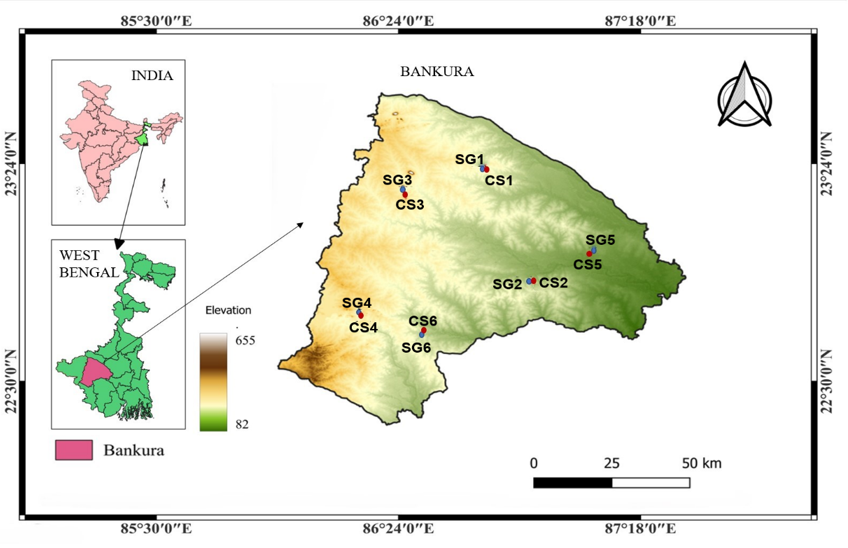 85°30′0″E 86°24′0″E 87°18′0″E
INDIA
BANKURA
23°24′0″N
23°24′0″N
SG1
CS1
SG3
CS3
WEST
BENGAL
SG5
CS5
SG2 CS2
Elevation
655
82
SG4
CS4
CS6
SG6
22°30′0″N
22°30′0″N
Bankura
0 25 50 km
85°30′0″E 86°24′0″E 87°18′0″E